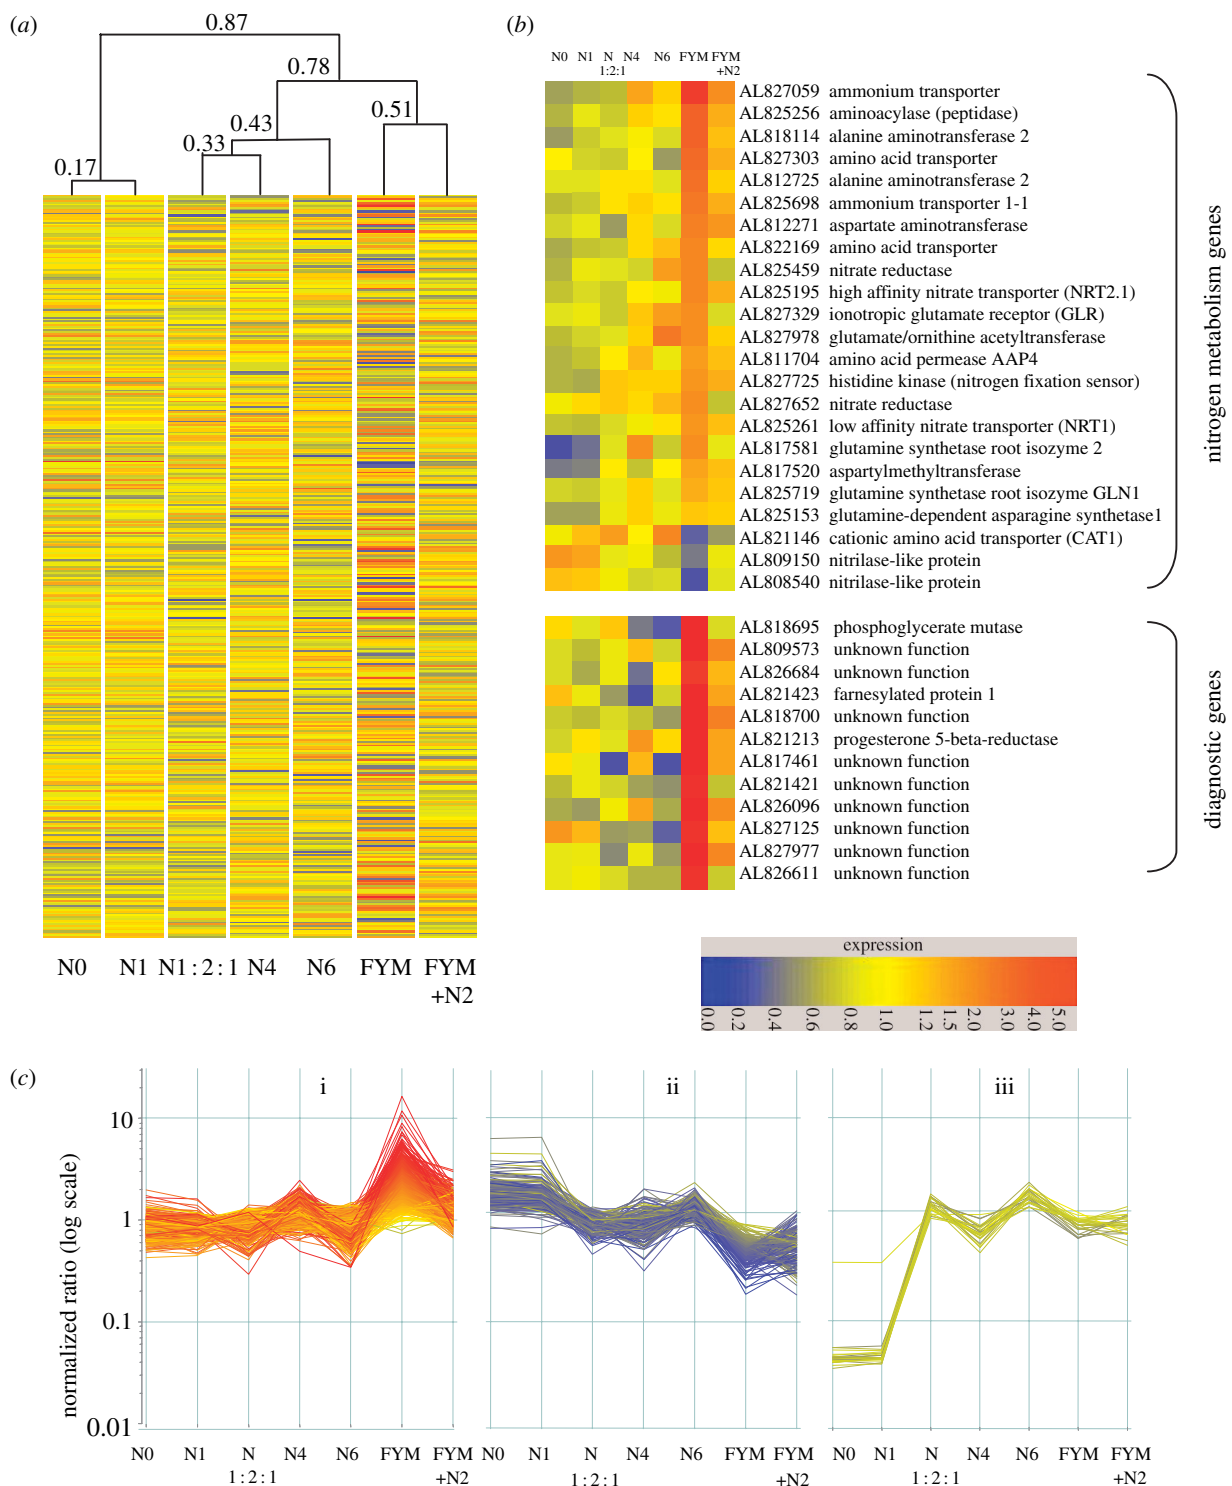 (a)
0.87
0.78
0.51
0.43
0.33
0.17
N0 N1 N1:2:1 N4 N6 FYM FYM
+N2
(b)
N0 N1 N N4 N6 FYM FYM
1:2:1 +N2
AL827059 ammonium transporter
AL825256 aminoacylase (peptidase)
AL818114 alanine aminotransferase 2
AL827303 amino acid transporter
AL812725 alanine aminotransferase 2
AL825698 ammonium transporter 1-1
AL812271 aspartate aminotransferase
AL822169 amino acid transporter
AL825459 nitrate reductase
AL825195 high affinity nitrate transporter (NRT2.1)
AL827329 ionotropic glutamate receptor (GLR)
AL827978 glutamate/ornithine acetyltransferase
AL811704 amino acid permease AAP4
AL827725 histidine kinase (nitrogen fixation sensor)
AL827652 nitrate reductase
AL825261 low affinity nitrate transporter (NRT1)
AL817581 glutamine synthetase root isozyme 2
AL817520 aspartylmethyltransferase
AL825719 glutamine synthetase root isozyme GLN1
AL825153 glutamine-dependent asparagine synthetase1
AL821146 cationic amino acid transporter (CAT1)
AL809150 nitrilase-like protein
AL808540 nitrilase-like protein
nitrogen metabolism genes
AL818695 phosphoglycerate mutase
AL809573 unknown function
AL826684 unknown function
AL821423 farnesylated protein 1
AL818700 unknown function
AL821213 progesterone 5-beta-reductase
AL817461 unknown function
AL821421 unknown function
AL826096 unknown function
AL827125 unknown function
AL827977 unknown function
AL826611 unknown function
diagnostic genes
expression
0.0 0.2 0.4 0.6 0.8 1.0 1.2 1.5 2.0 3.0 4.0 5.0
(c)
i
ii
iii
normalized ratio (log scale)
10
1
0.1
0.01
N0 N1 N N4 N6 FYM FYM
1:2:1 +N2
N0 N1 N N4 N6 FYM FYM
1:2:1 +N2
N0 N1 N N4 N6 FYM FYM
1:2:1 +N2